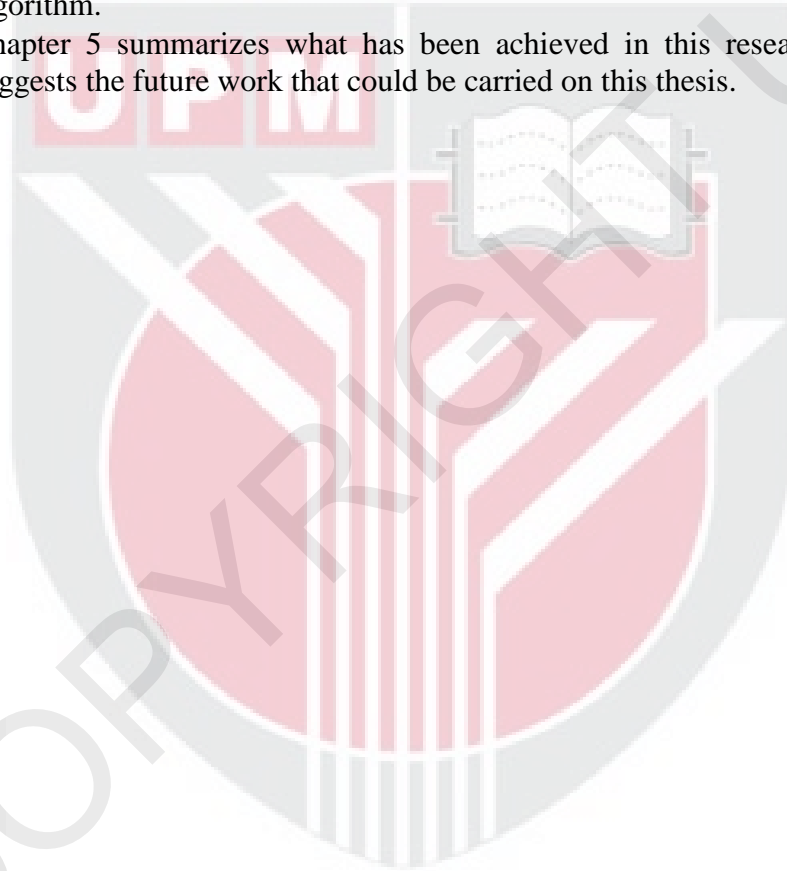 gorithm.
hapter 5 summarizes what has been achieved in this resea
ggests the future work that could be carried on this thesis.
UPM
OPYRIGHT U